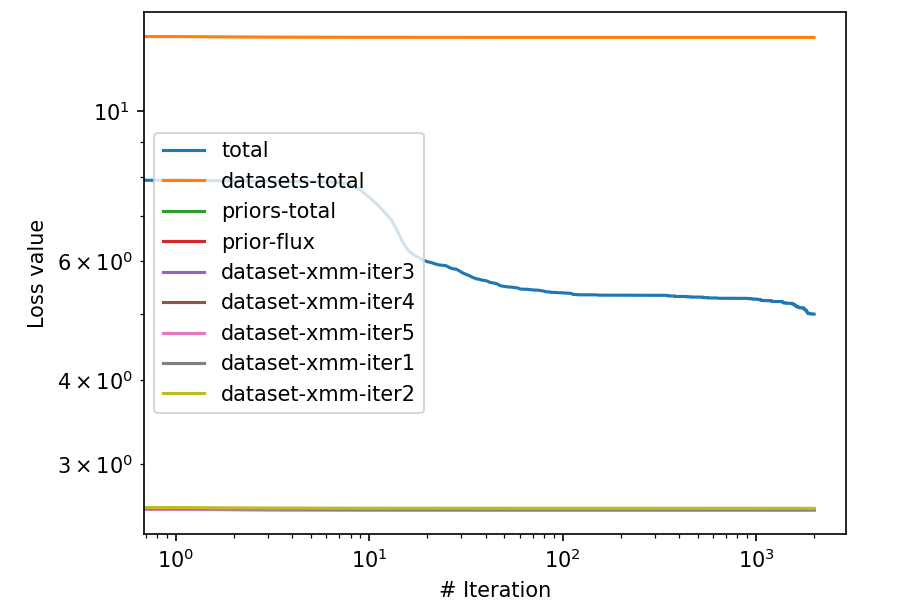 Loss value
10¹
6 × 10⁰
4 × 10⁰
3 × 10⁰
total
datasets-total
priors-total
prior-flux
dataset-xmm-iter3
dataset-xmm-iter4
dataset-xmm-iter5
dataset-xmm-iter1
dataset-xmm-iter2
10⁰ 10¹ 10² 10³
# Iteration